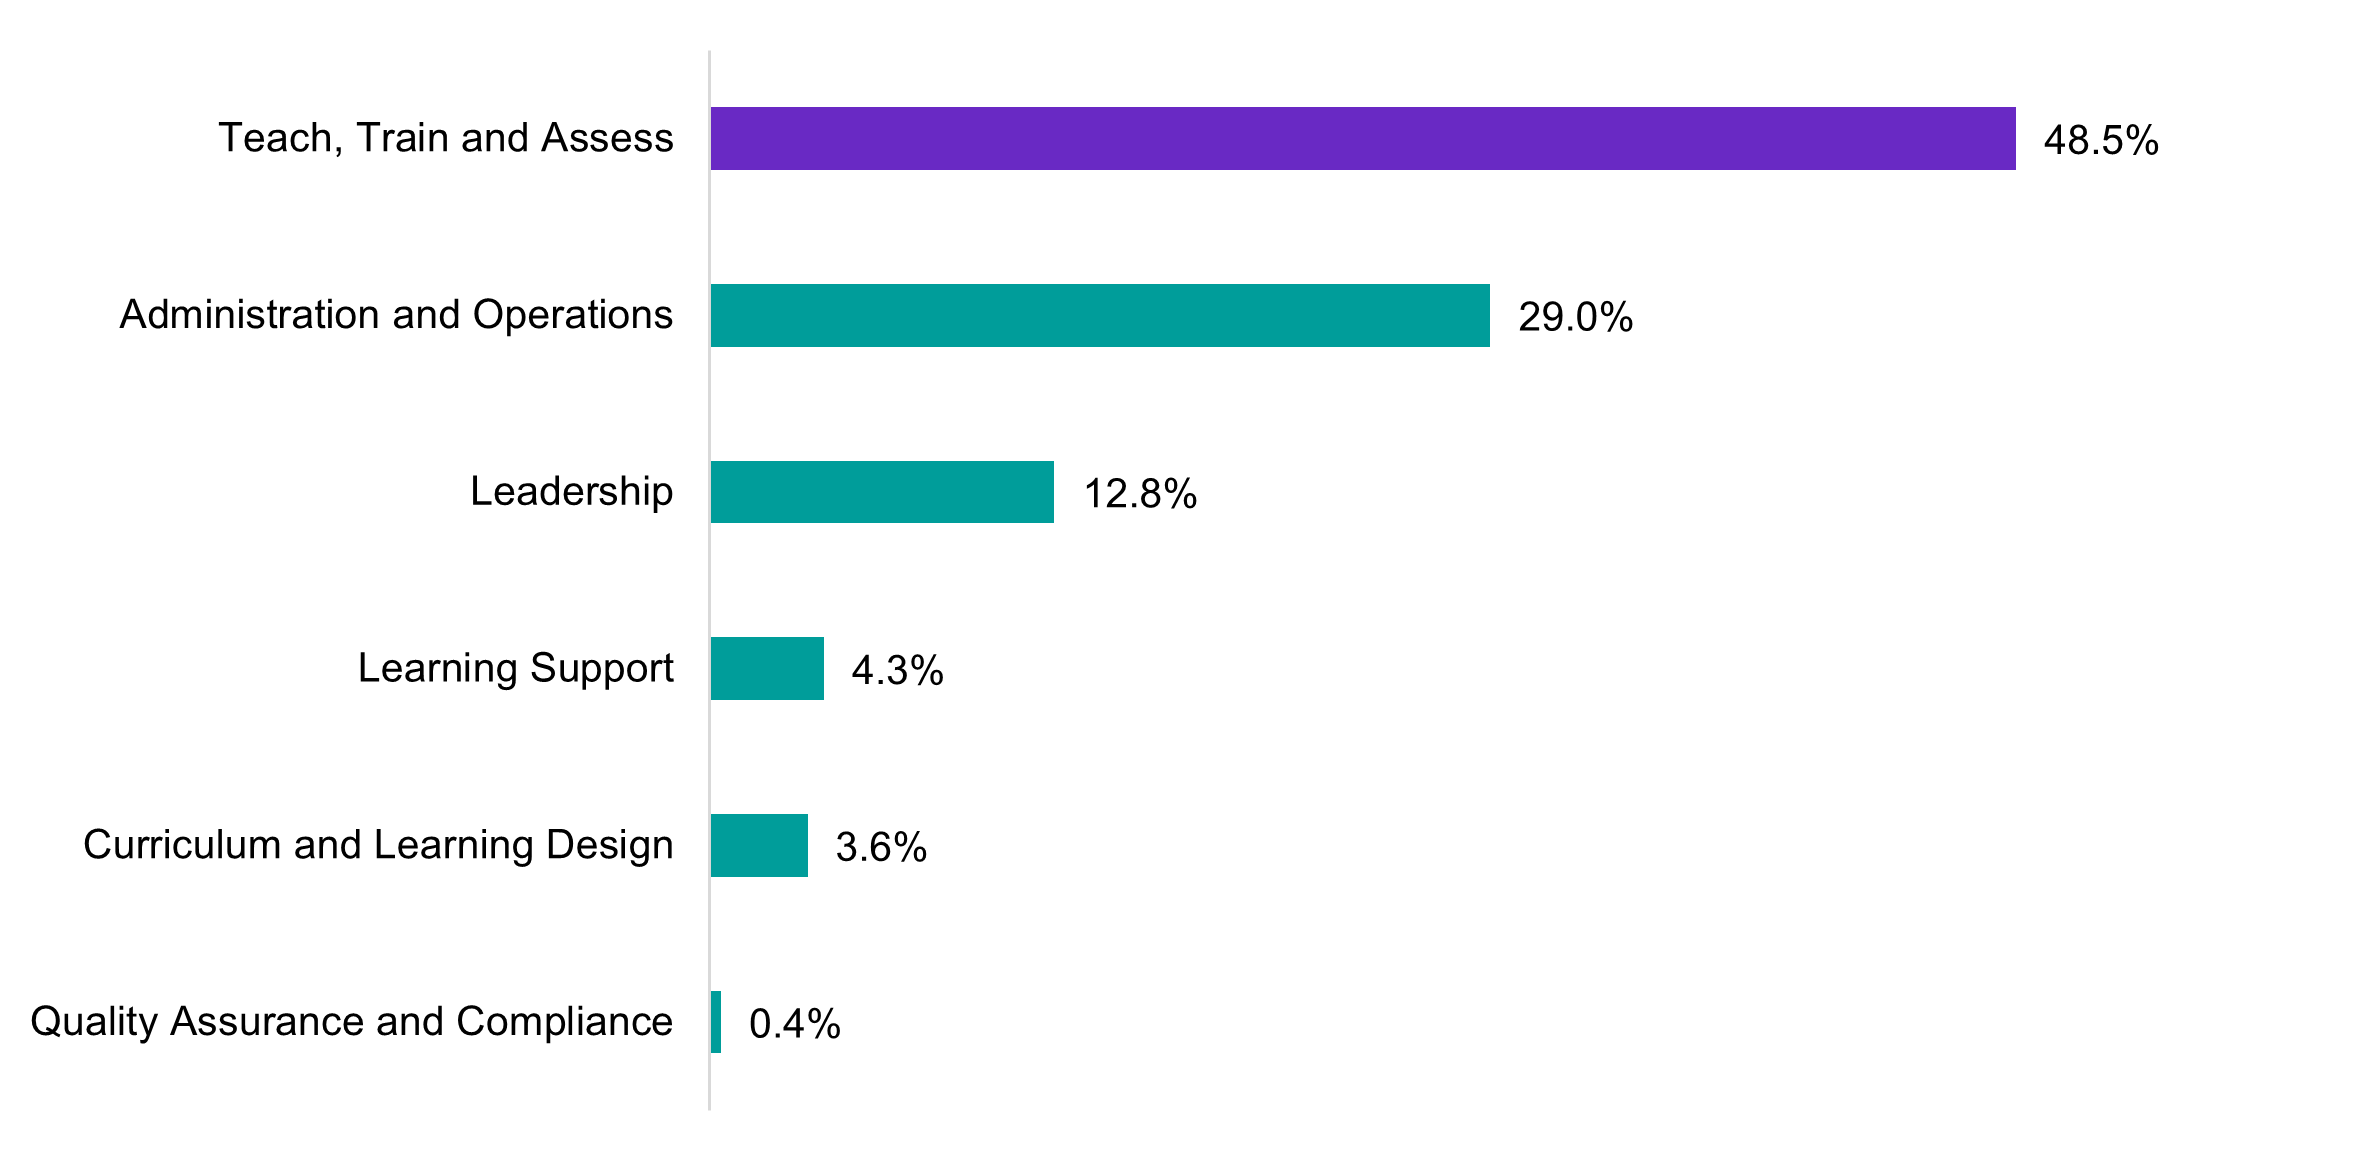 Teach, Train and Assess 48.5%
Administration and Operations 29.0%
Leadership 12.8%
Learning Support 4.3%
Curriculum and Learning Design 3.6%
Quality Assurance and Compliance 0.4%